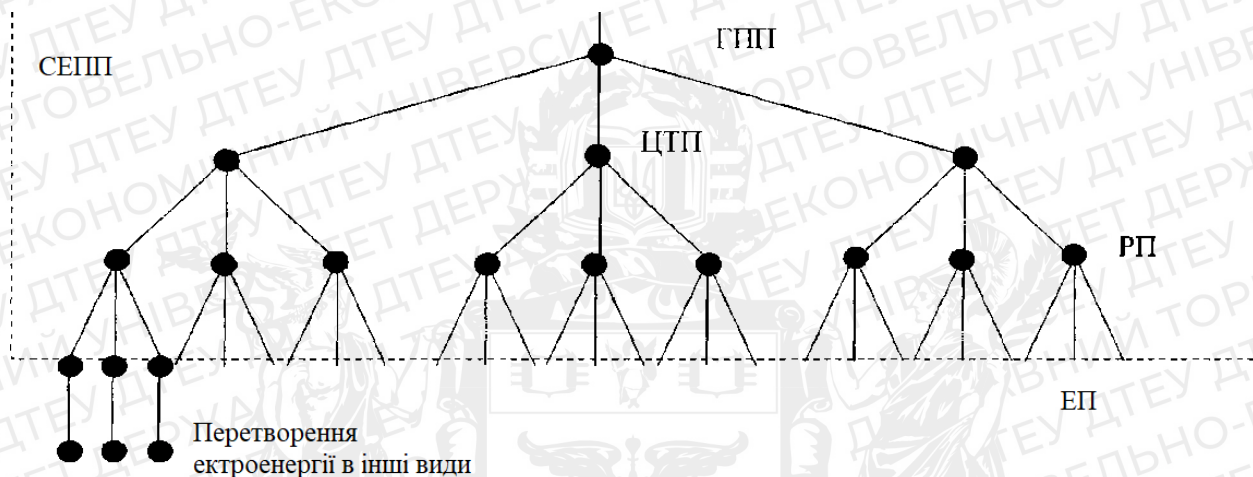 ГПП
СЕПП
ЦТП
РП
ЕП
Перетворення
ектроенергії в інші види